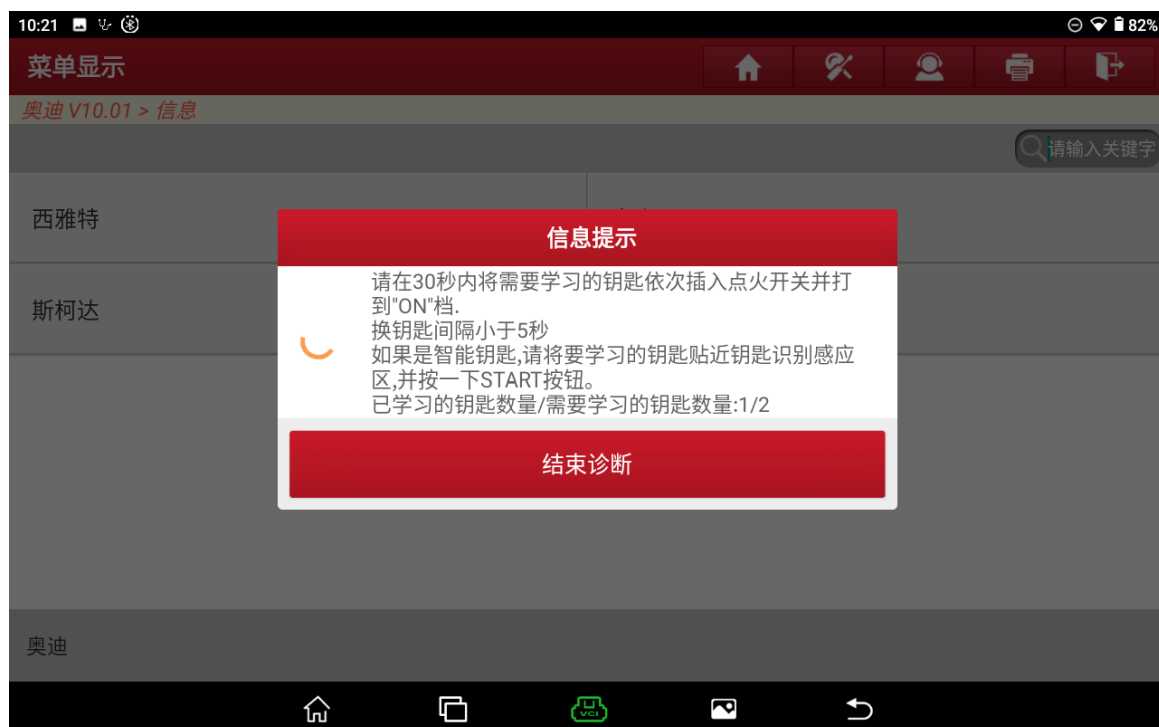 10:21
82%
菜单显示
奥迪 V10.01 > 信息
请输入关键字
西雅特
斯柯达
信息提示
请在30秒内将需要学习的钥匙依次插入点火开关并打
到"ON"档.
换钥匙间隔小于5秒
如果是智能钥匙,请将要学习的钥匙贴近钥匙识别感应
区,并按一下START按钮。
已学习的钥匙数量/需要学习的钥匙数量:1/2
结束诊断
奥迪
VCI